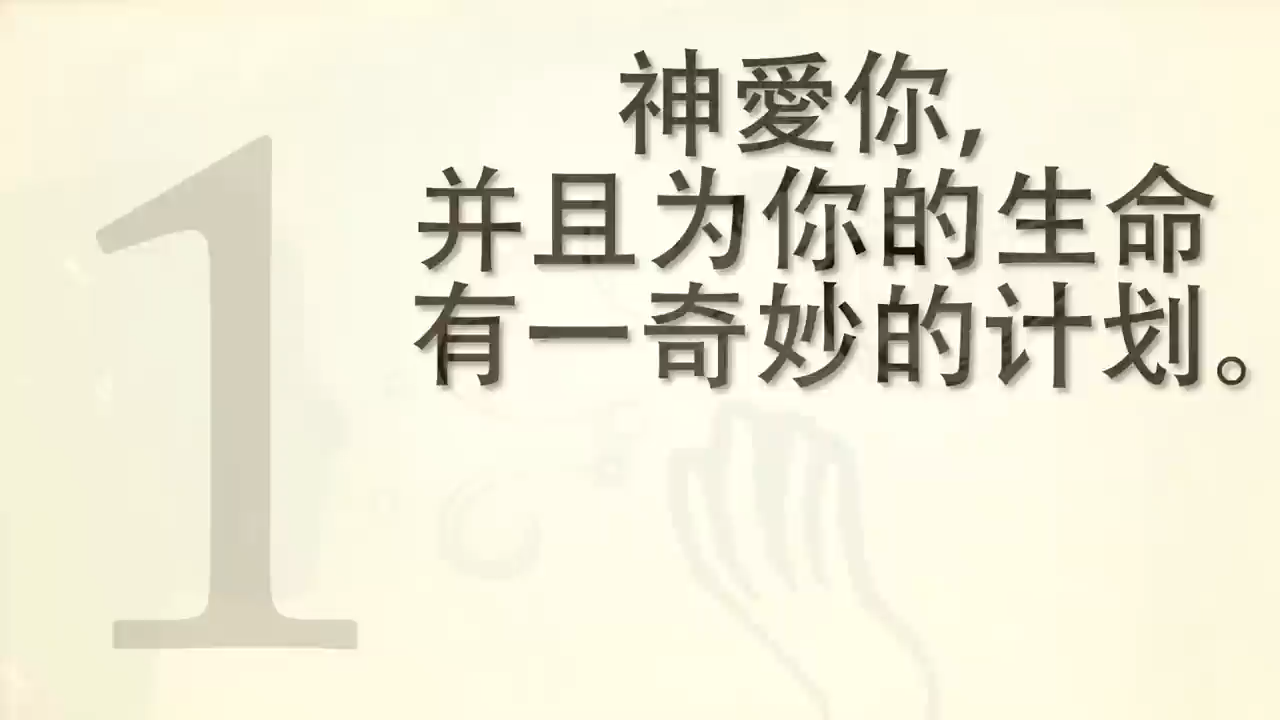 1
神愛你,
并且为你的生命
有一奇妙的计划。